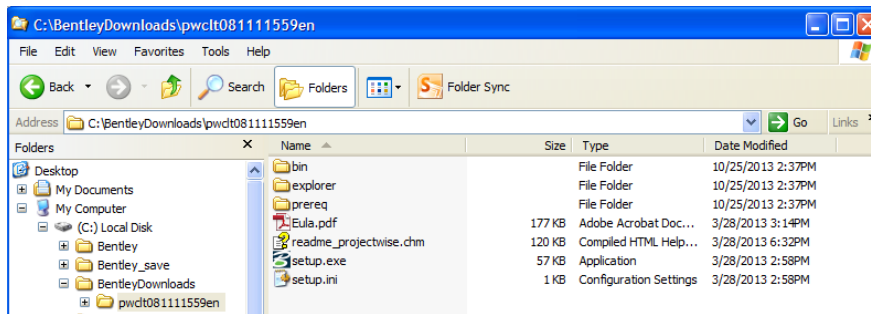 C:\BentleyDownloads\pwclt081111559en
File Edit View Favorites Tools Help
Back Search Folders Folder Sync
Address C:\BentleyDownloads\pwclt081111559en Go Links
Folders Name Size Type Date Modified
Desktop bin File Folder 10/25/2013 2:37PM
My Documents explorer File Folder 10/25/2013 2:37PM
My Computer prereq File Folder 10/25/2013 2:37PM
(C:) Local Disk Eula.pdf 177 KB Adobe Acrobat Doc... 3/28/2013 3:14PM
Bentley readme_projectwise.chm 120 KB Compiled HTML Help... 3/28/2013 6:32PM
Bentley_save setup.exe 57 KB Application 3/28/2013 2:58PM
BentleyDownloads setup.ini 1 KB Configuration Settings 3/28/2013 2:58PM
pwclt081111559en